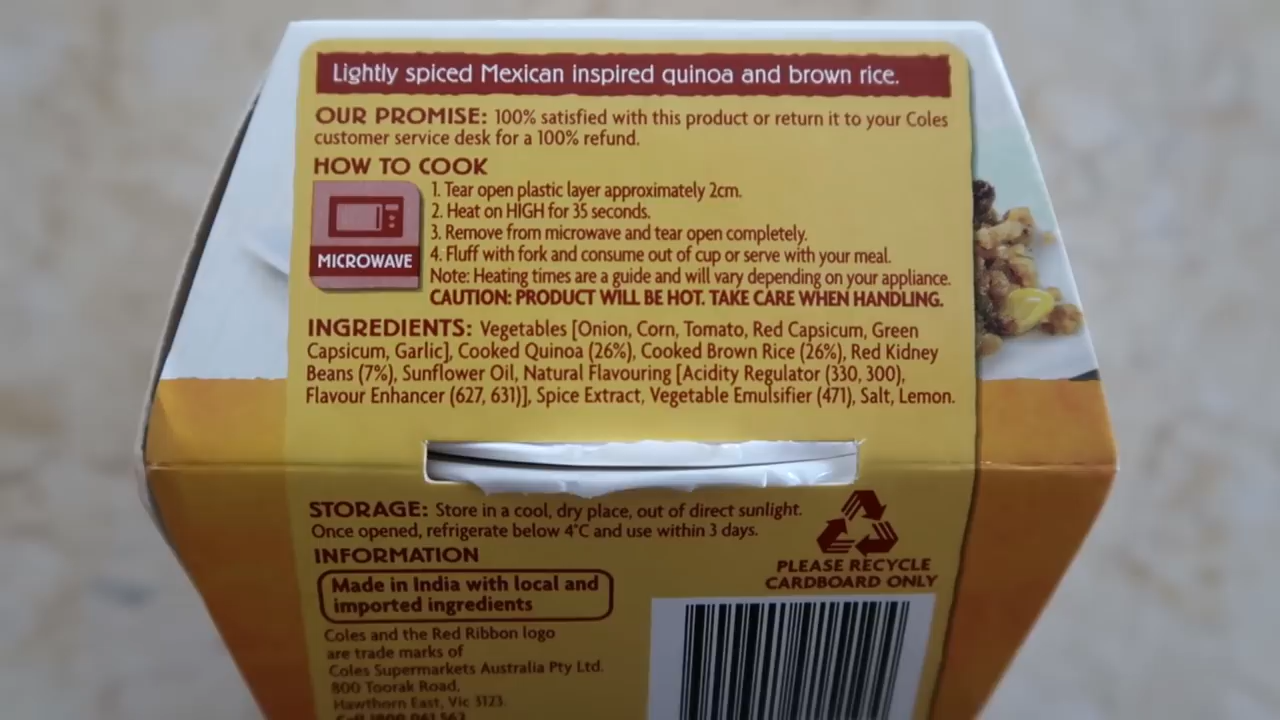 Lightly spiced Mexican inspired quinoa and brown rice.
OUR PROMISE: 100% satisfied with this product or return it to your Coles
customer service desk for a 100% refund.
HOW TO COOK
MICROWAVE
1. Tear open plastic layer approximately 2cm.
2. Heat on HIGH for 35 seconds.
3. Remove from microwave and tear open completely.
4. Fluff with fork and consume out of cup or serve with your meal.
Note: Heating times are a guide and will vary depending on your appliance.
CAUTION: PRODUCT WILL BE HOT. TAKE CARE WHEN HANDLING.
INGREDIENTS: Vegetables [Onion, Corn, Tomato, Red Capsicum, Green
Capsicum, Garlic], Cooked Quinoa (26%), Cooked Brown Rice (26%), Red Kidney
Beans (7%), Sunflower Oil, Natural Flavouring [Acidity Regulator (330, 300),
Flavour Enhancer (627, 631)], Spice Extract, Vegetable Emulsifier (471), Salt, Lemon.
STORAGE: Store in a cool, dry place, out of direct sunlight.
Once opened, refrigerate below 4°C and use within 3 days.
INFORMATION
Made in India with local and
imported ingredients
PLEASE RECYCLE
CARDBOARD ONLY
Coles and the Red Ribbon logo
are trade marks of
Coles Supermarkets Australia Pty Ltd.
800 Toorak Road,
Hawthorn East, Vic 3123.
Call 1800 061 562